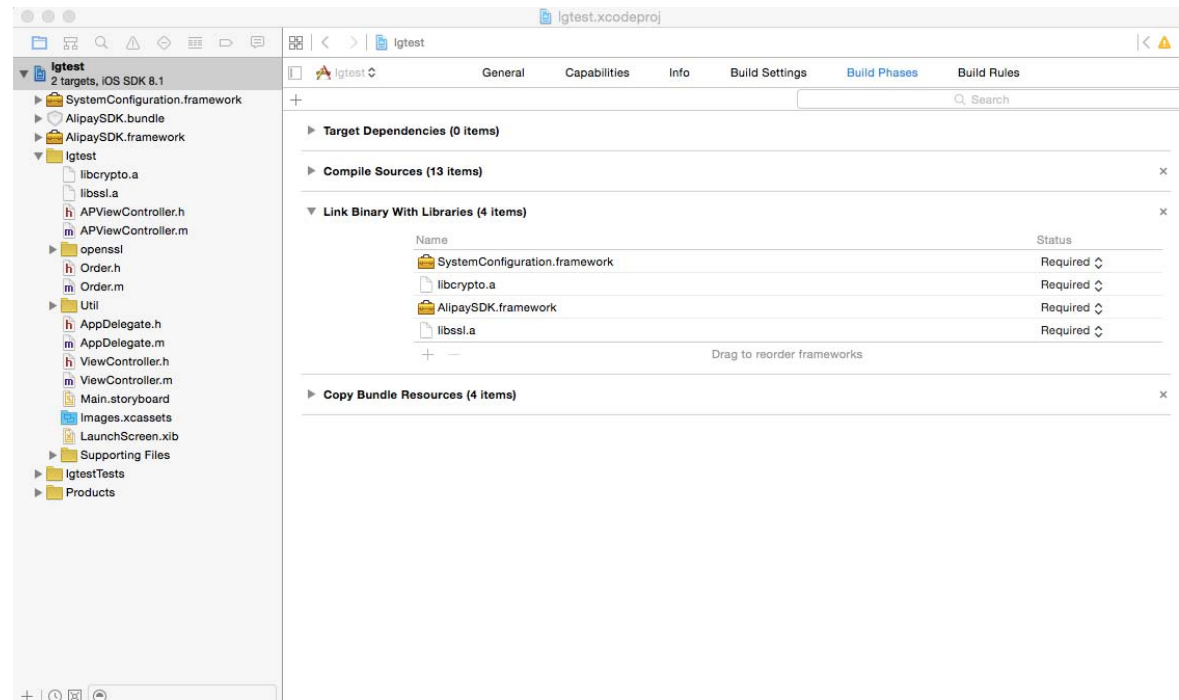 lgtest.xcodeproj
lgtest
lgtest
2 targets, iOS SDK 8.1
SystemConfiguration.framework
AlipaySDK.bundle
AlipaySDK.framework
lgtest
libcrypto.a
libssl.a
h APViewController.h
m APViewController.m
openssl
h Order.h
m Order.m
Util
h AppDelegate.h
m AppDelegate.m
h ViewController.h
m ViewController.m
Main.storyboard
Images.xcassets
LaunchScreen.xib
Supporting Files
lgtestTests
Products
lgtest General Capabilities Info Build Settings Build Phases Build Rules
Search
Target Dependencies (0 items)
Compile Sources (13 items)
Link Binary With Libraries (4 items)
Name Status
SystemConfiguration.framework Required
libcrypto.a Required
AlipaySDK.framework Required
libssl.a Required
Drag to reorder frameworks
Copy Bundle Resources (4 items)